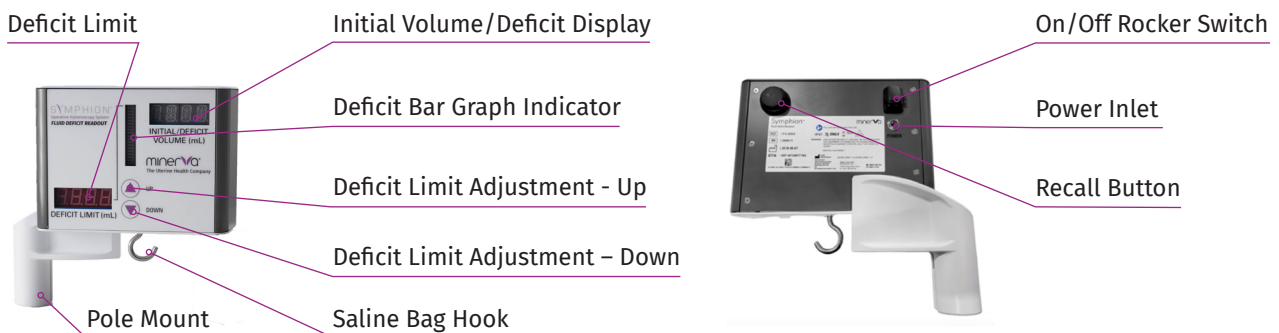 Deficit Limit
Initial Volume/Deficit Display
On/Off Rocker Switch
SYMPHION
FLUID DEFICIT READOUT
INITIAL/DEFICIT
VOLUME (mL)
Deficit Bar Graph Indicator
Power Inlet
Symphion
minerva
POWER
minerva
The Uterine Health Company
UP
Deficit Limit Adjustment - Up
Recall Button
DEFICIT LIMIT (mL)
DOWN
Deficit Limit Adjustment – Down
Pole Mount
Saline Bag Hook